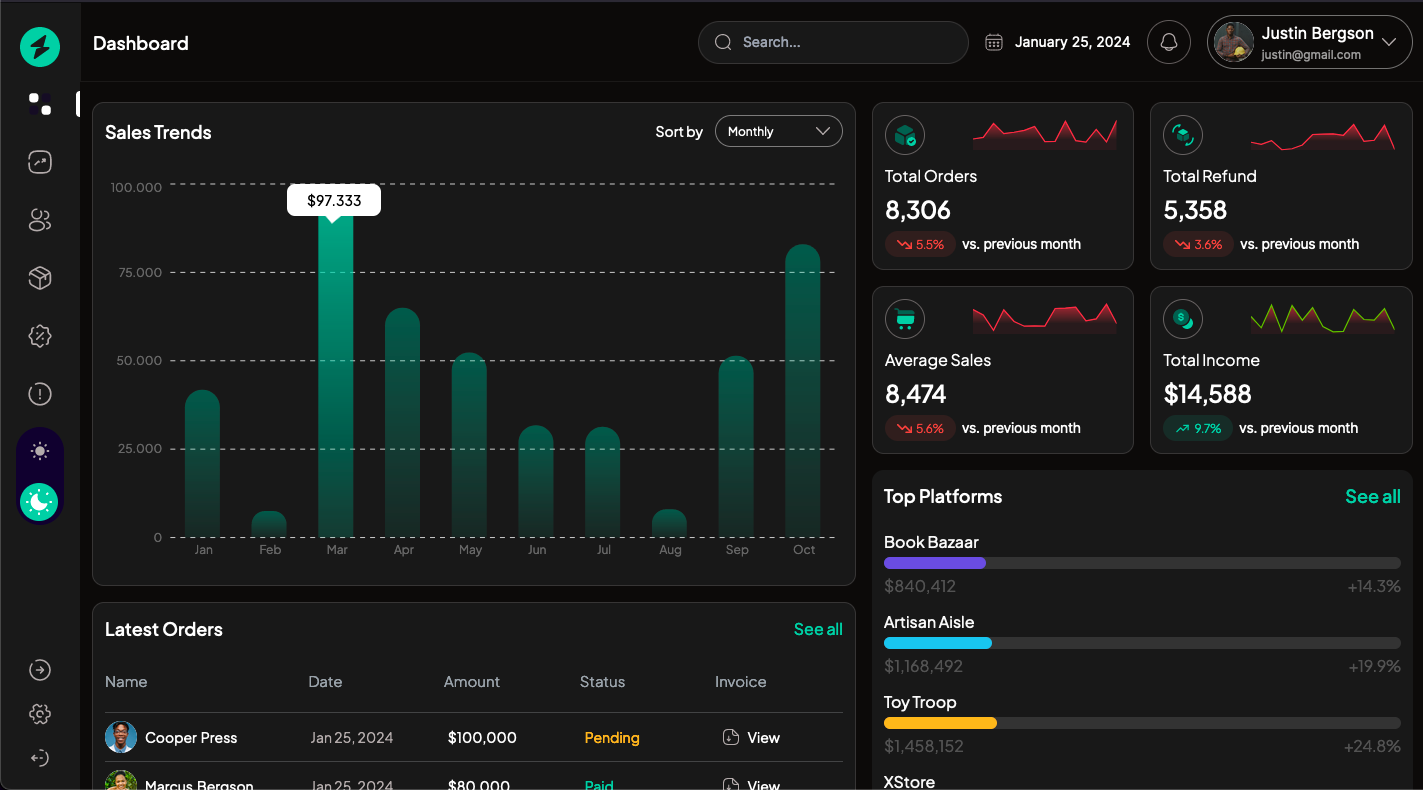 Dashboard
Search...
January 25, 2024
Justin Bergson
justin@gmail.com
Sales Trends
Sort by
Monthly
100.000
75.000
50.000
25.000
0
$97.333
Jan Feb Mar Apr May Jun Jul Aug Sep Oct
Total Orders
8,306
5.5% vs. previous month
Total Refund
5,358
3.6% vs. previous month
Average Sales
8,474
5.6% vs. previous month
Total Income
$14,588
9.7% vs. previous month
Latest Orders
See all
Name Date Amount Status Invoice
Cooper Press Jan 25, 2024 $100,000 Pending View
Marcus Bergson Jan 25, 2024 $80,000 Paid View
Top Platforms
See all
Book Bazaar
$840,412 +14.3%
Artisan Aisle
$1,168,492 +19.9%
Toy Troop
$1,458,152 +24.8%
XStore